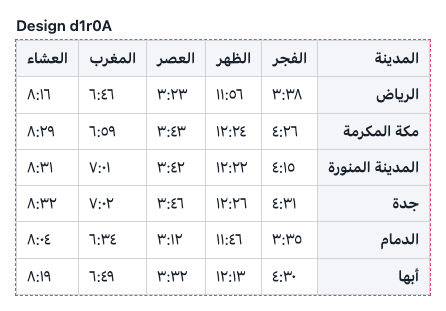 Design d1r0A
المدينة الفجر الظهر العصر المغرب العشاء
الرياض ٣:٣٨ ١١:٥٦ ٣:٢٣ ٦:٤٦ ٨:١٦
مكة المكرمة ٤:٢٦ ١٢:٢٤ ٣:٤٣ ٦:٥٩ ٨:٢٩
المدينة المنورة ٤:١٥ ١٢:٢٢ ٣:٤٢ ٧:٠١ ٨:٣١
جدة ٤:٣١ ١٢:٢٦ ٣:٤٦ ٧:٠٢ ٨:٣٢
الدمام ٣:٣٥ ١١:٤٦ ٣:١٢ ٦:٣٤ ٨:٠٤
أبها ٤:٣٠ ١٢:١٣ ٣:٣٢ ٦:٤٩ ٨:١٩